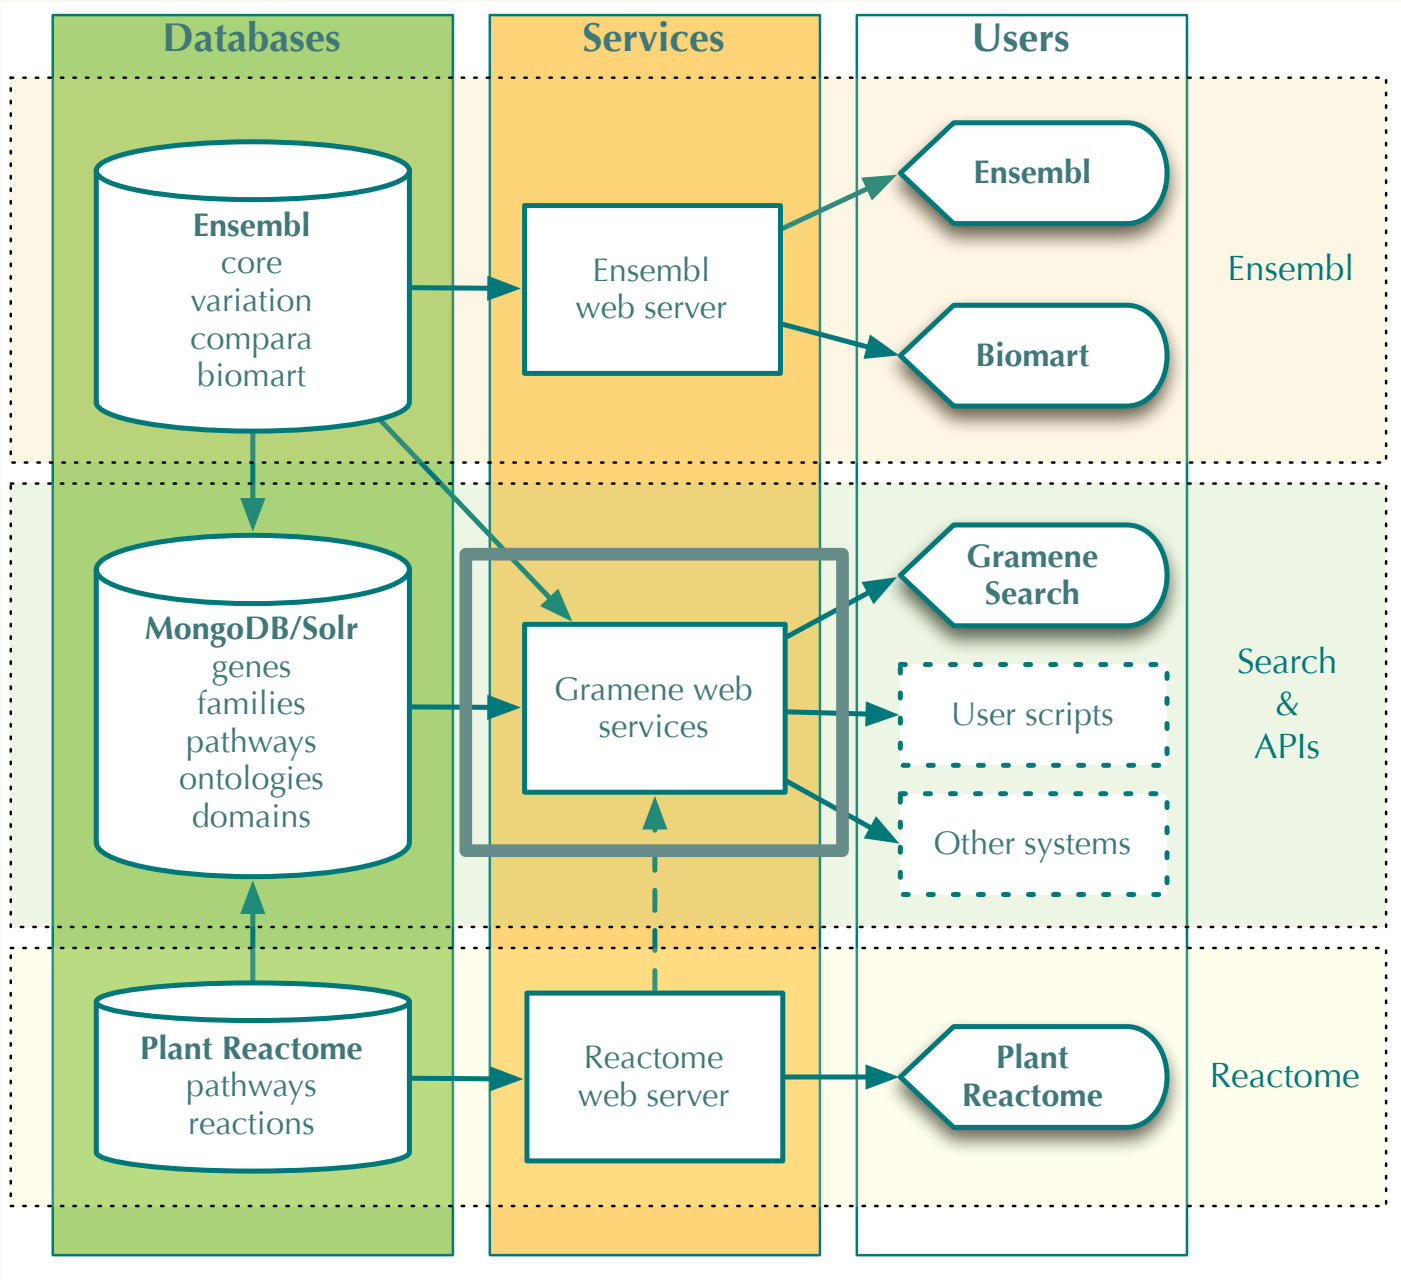 Databases
Services
Users
Ensembl
core
variation
compara
biomart
Ensembl
web server
Ensembl
Biomart
Ensembl
MongoDB/Solr
genes
families
pathways
ontologies
domains
Gramene web
services
Gramene
Search
User scripts
Other systems
Search
&
APIs
Plant Reactome
pathways
reactions
Reactome
web server
Plant
Reactome
Reactome